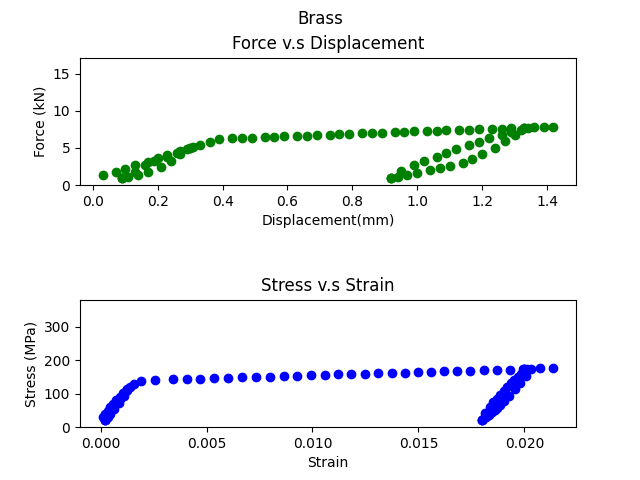 Brass
Force v.s Displacement
15
10
5
0
Force (kN)
0.0 0.2 0.4 0.6 0.8 1.0 1.2 1.4
Displacement(mm)
Stress v.s Strain
300
200
100
0
Stress (MPa)
0.000 0.005 0.010 0.015 0.020
Strain